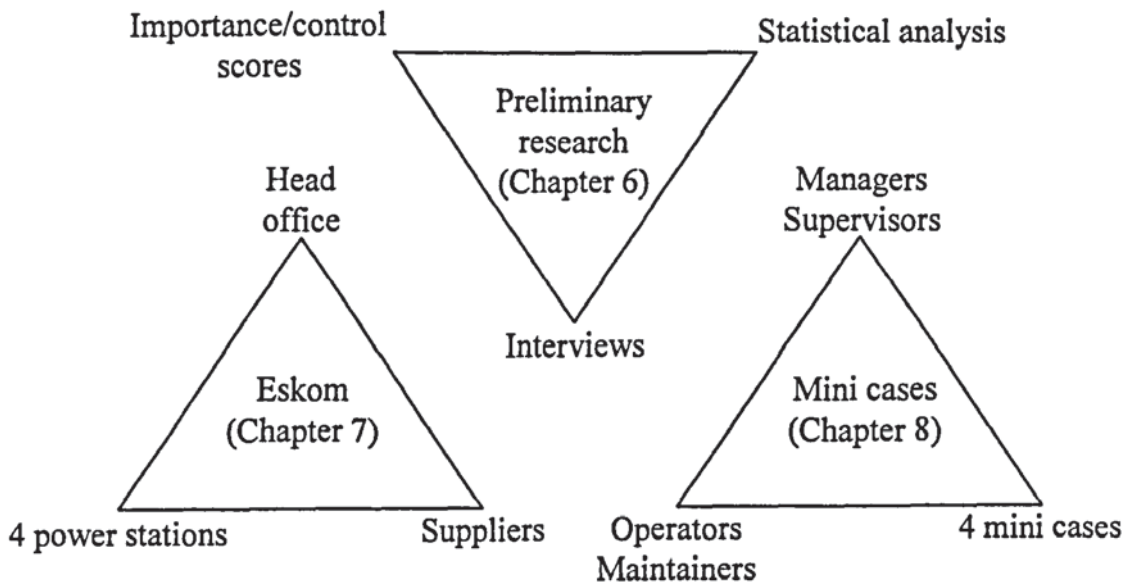 Importance/control
scores
Statistical analysis
Preliminary
research
(Chapter 6)
Interviews
Head
office
Eskom
(Chapter 7)
4 power stations
Suppliers
Managers
Supervisors
Mini cases
(Chapter 8)
Operators
Maintainers
4 mini cases